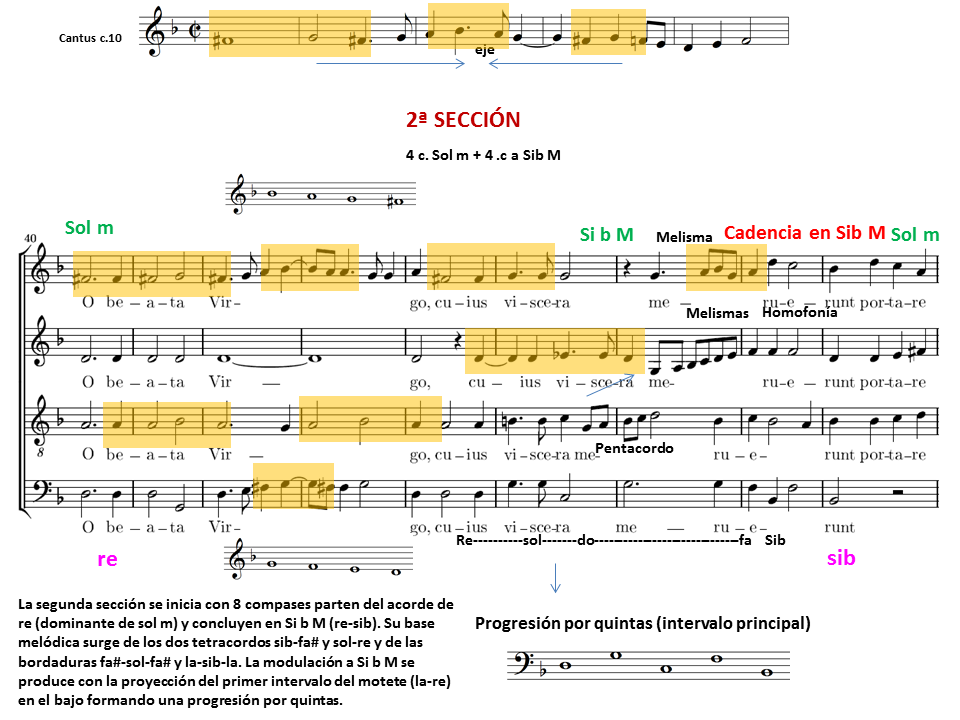 Cantus c.10
eje
2ª SECCIÓN
4 c. Sol m + 4 .c a Sib M
Sol m
Si b M
Melisma
Cadencia en Sib M
Sol m
40
O be – a – ta Vir – go, cu – ius vi – sce – ra me – ru – e – runt por – ta – re
Melismas
Homofonía
O be – a – ta Vir — go, cu – ius vi – sce – ra me- ru – e – runt por – ta – re
8
Pentacordo
O be – a – ta Vir — go, cu – ius vi – sce – ra me- ru – e – runt por – ta – re
O be – a – ta Vir- go, cu – ius vi – sce – ra me — ru – e- runt
Re----------sol-------do-----------------------------fa Sib
re
sib
La segunda sección se inicia con 8 compases parten del acorde de
re (dominante de sol m) y concluyen en Si b M (re-sib). Su base
melódica surge de los dos tetracordos sib-fa# y sol-re y de las
bordaduras fa#-sol-fa# y la-sib-la. La modulación a Si b M se
produce con la proyección del primer intervalo del motete (la-re)
en el bajo formando una progresión por quintas.
Progresión por quintas (intervalo principal)